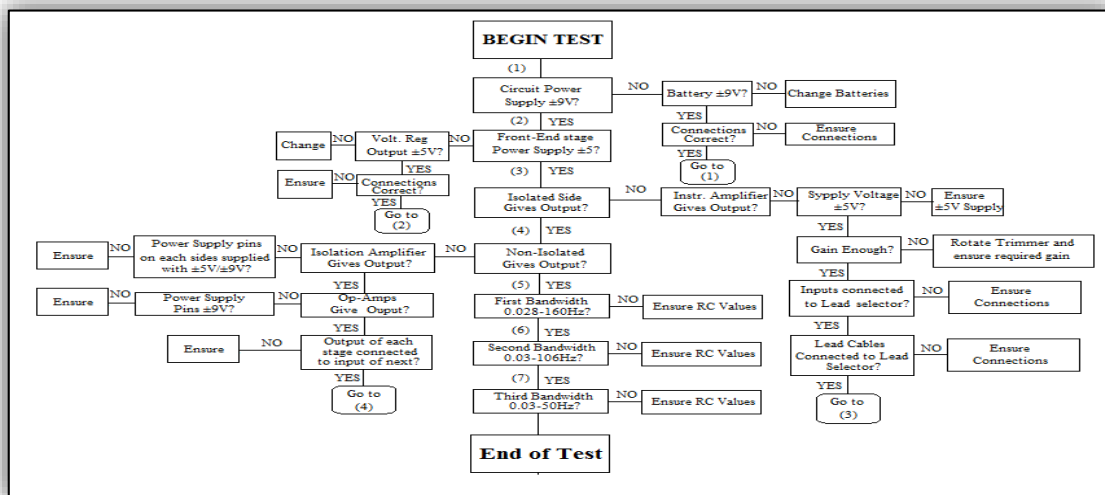 BEGIN TEST
(1)
Circuit Power
Supply ±9V?
NO
Battery ±9V?
NO
Change Batteries
YES
Connections
Correct?
NO
Ensure
Connections
YES
Go to
(1)
(2)
YES
Front-End stage
Power Supply ±5?
NO
Volt. Reg
Output ±5V?
NO
Change
YES
Connections
Correct?
NO
Ensure
YES
Go to
(2)
(3)
YES
Isolated Side
Gives Output?
NO
Instr. Amplifier
Gives Output?
NO
Sypply Voltage
±5V?
NO
Ensure
±5V Supply
YES
Gain Enough?
NO
Rotate Trimmer and
ensure required gain
YES
Inputs connected
to Lead selector?
NO
Ensure
Connections
YES
Lead Cables
Connected to Lead
Selector?
NO
Ensure
Connections
YES
Go to
(3)
(4)
YES
Non-Isolated
Gives Output?
NO
Isolation Amplifier
Gives Output?
NO
Power Supply pins
on each sides supplied
with ±5V/±9V?
NO
Ensure
YES
Op-Amps
Give Ouput?
NO
Power Supply
Pins ±9V?
NO
Ensure
YES
Output of each
stage connected
to input of next?
NO
Ensure
YES
Go to
(4)
(5)
YES
First Bandwidth
0.028-160Hz?
NO
Ensure RC Values
(6)
YES
Second Bandwidth
0.03-106Hz?
NO
Ensure RC Values
(7)
YES
Third Bandwidth
0.03-50Hz?
NO
Ensure RC Values
End of Test